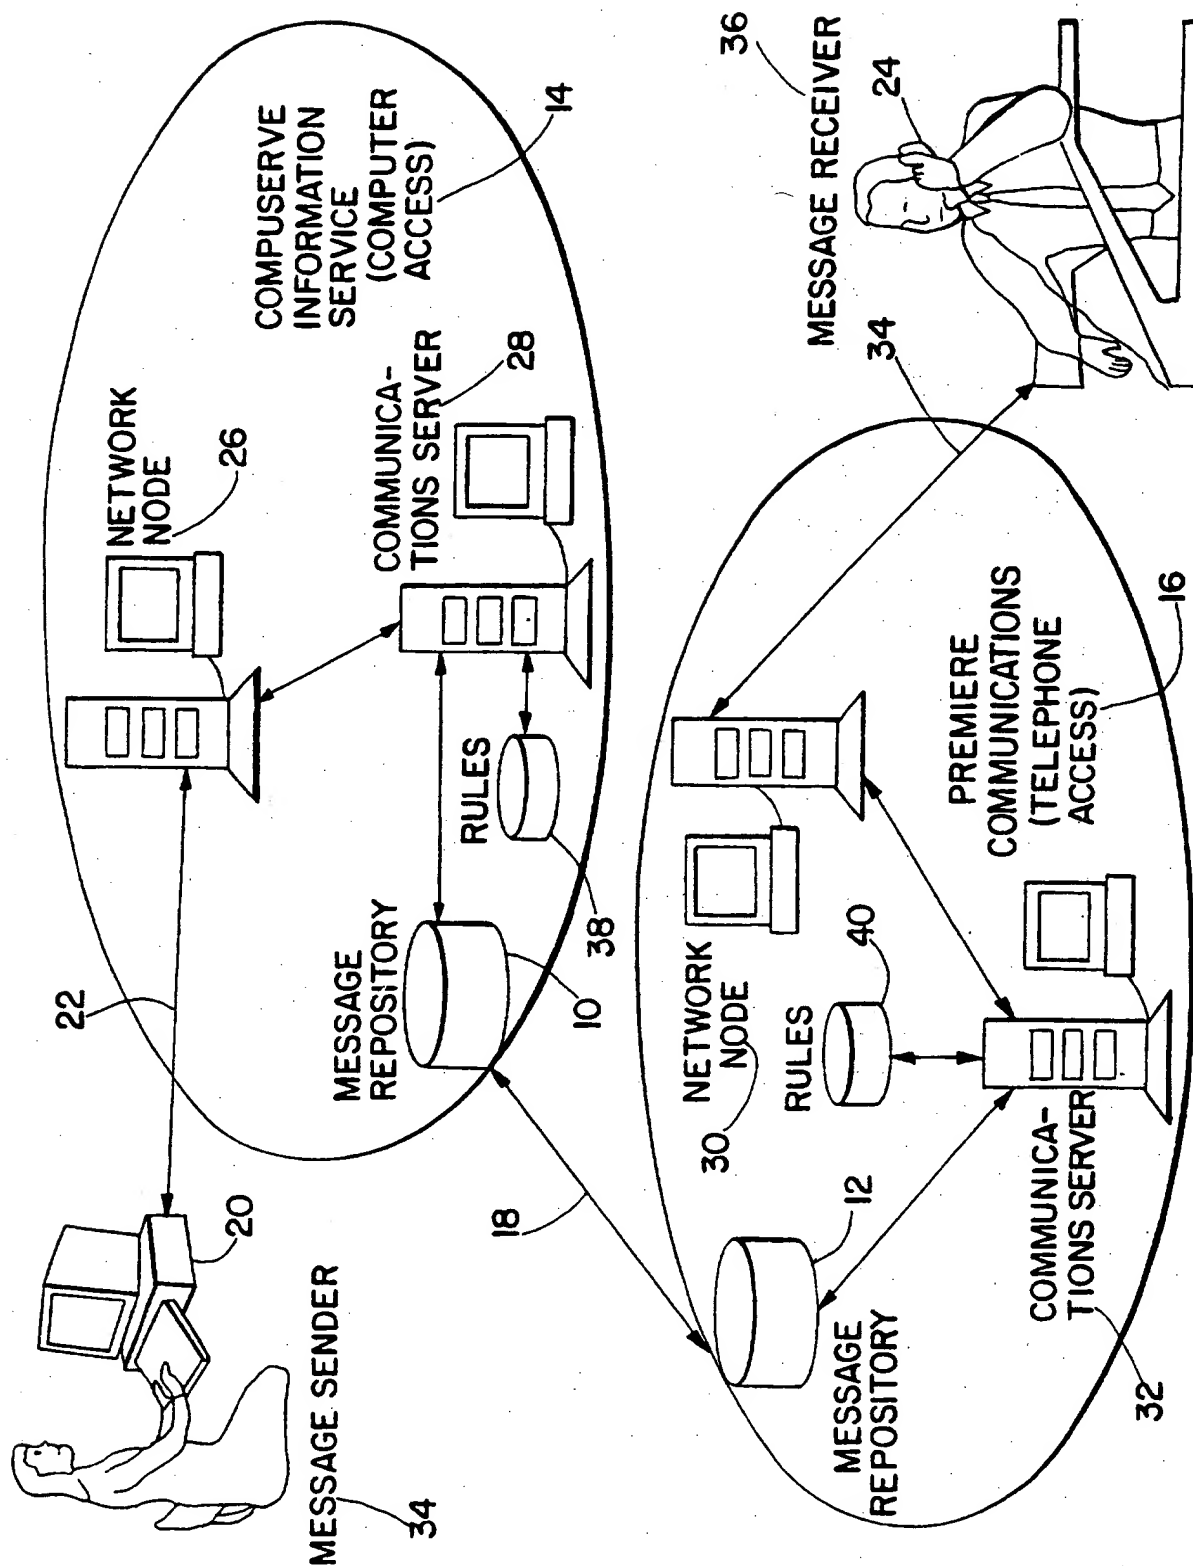 MESSAGE SENDER
34
20
22
NETWORK
NODE
26
COMPUSERVE
INFORMATION
SERVICE
(COMPUTER
ACCESS)
14
COMMUNICA-
TIONS SERVER
28
MESSAGE
REPOSITORY
10
RULES
38
18
MESSAGE
REPOSITORY
12
NETWORK
NODE
30
RULES
40
COMMUNICA-
TIONS SERVER
32
PREMIERE
COMMUNICATIONS
(TELEPHONE
ACCESS)
16
34
MESSAGE RECEIVER
36
24